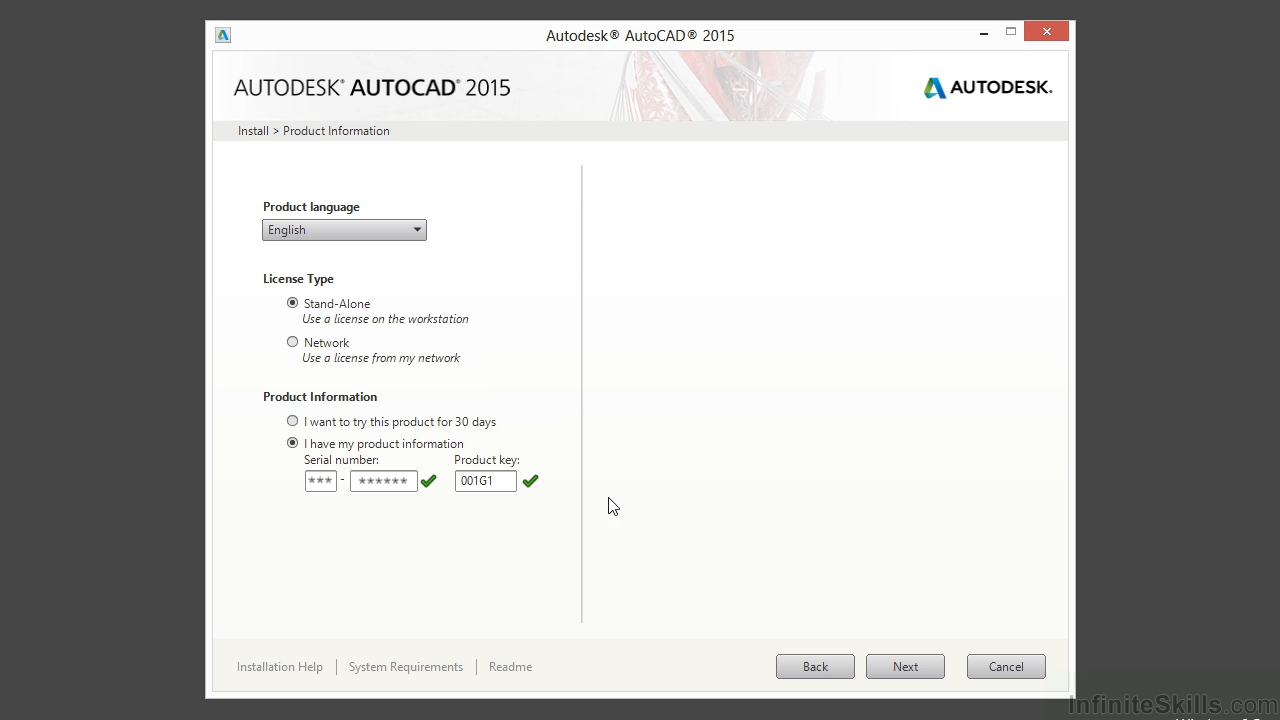 Autodesk® AutoCAD® 2015
AUTODESK® AUTOCAD® 2015
AUTODESK.
Install > Product Information
Product language
English
License Type
Stand-Alone
Use a license on the workstation
Network
Use a license from my network
Product Information
I want to try this product for 30 days
I have my product information
Serial number: Product key:
*** - ****** 001G1
Installation Help System Requirements Readme
Back Next Cancel
InfiniteSkills.com